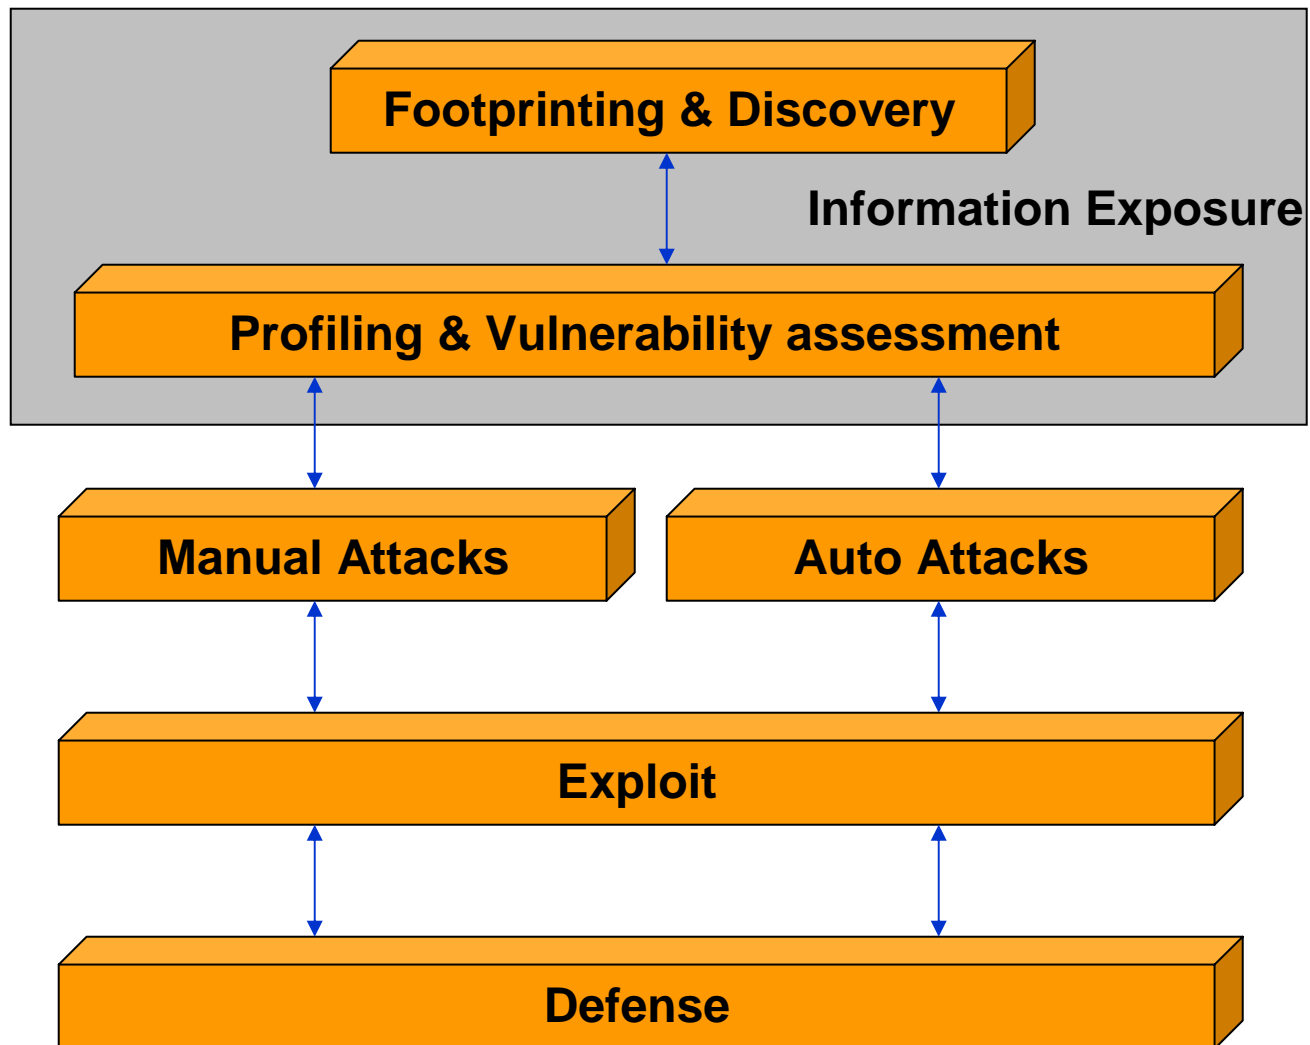 Footprinting & Discovery
Information Exposure
Profiling & Vulnerability assessment
Manual Attacks
Auto Attacks
Exploit
Defense